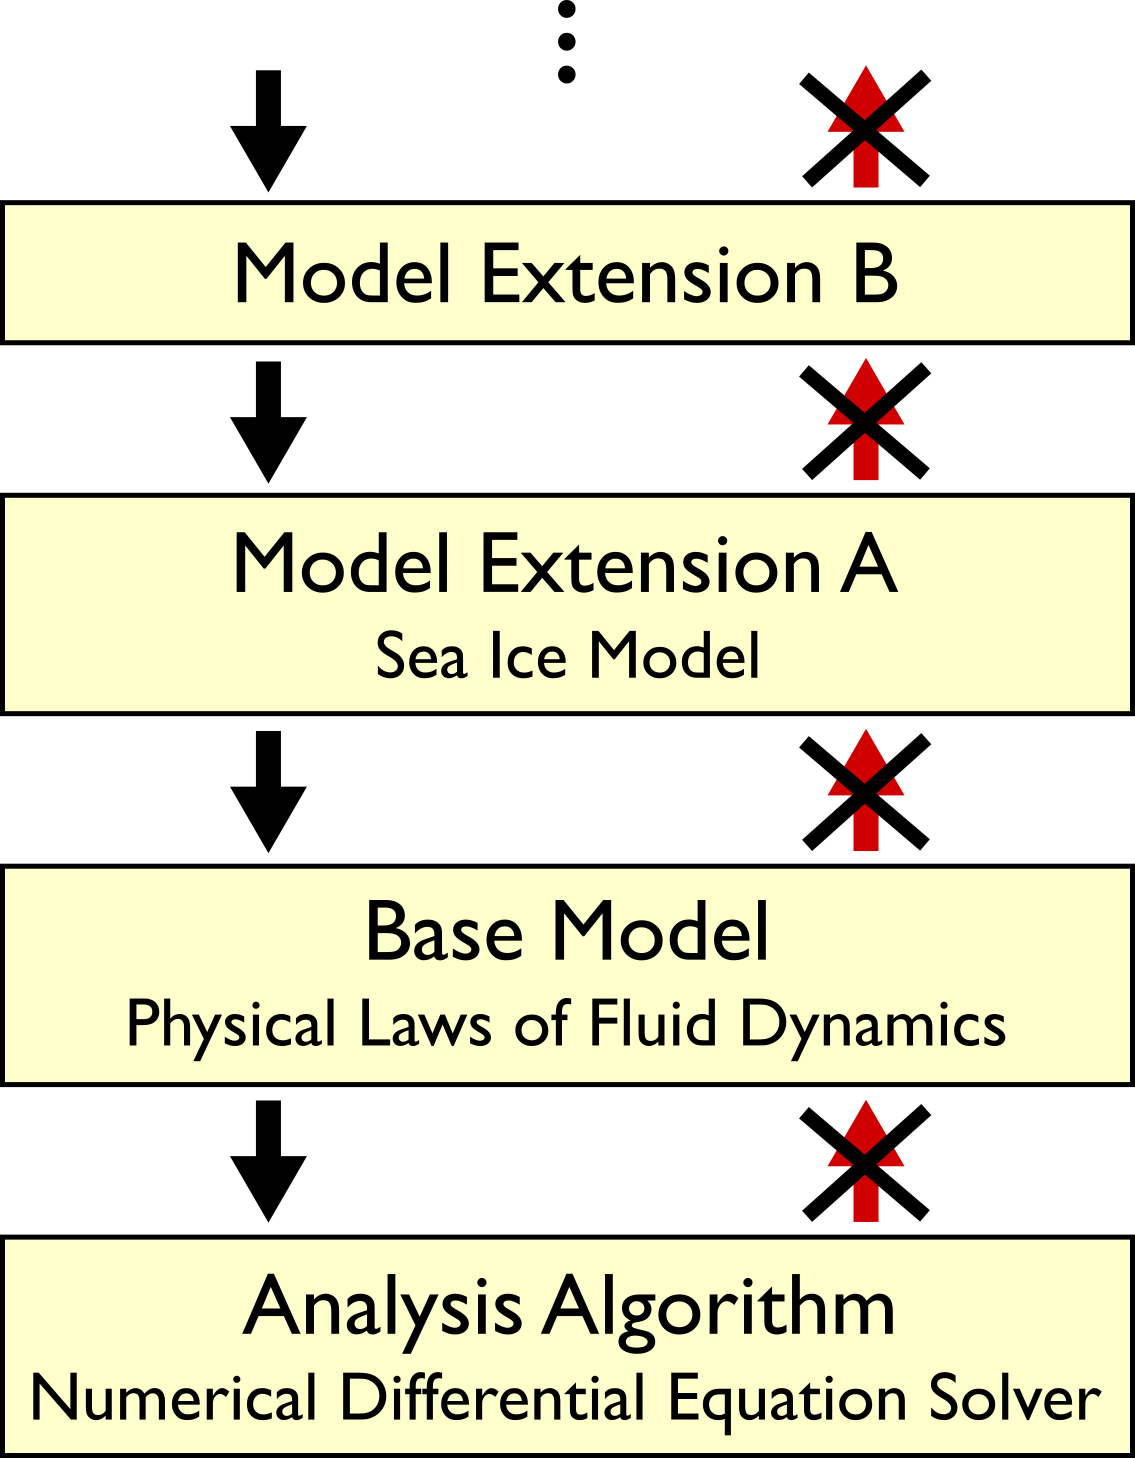 Model Extension B
Model Extension A
Sea Ice Model
Base Model
Physical Laws of Fluid Dynamics
Analysis Algorithm
Numerical Differential Equation Solver